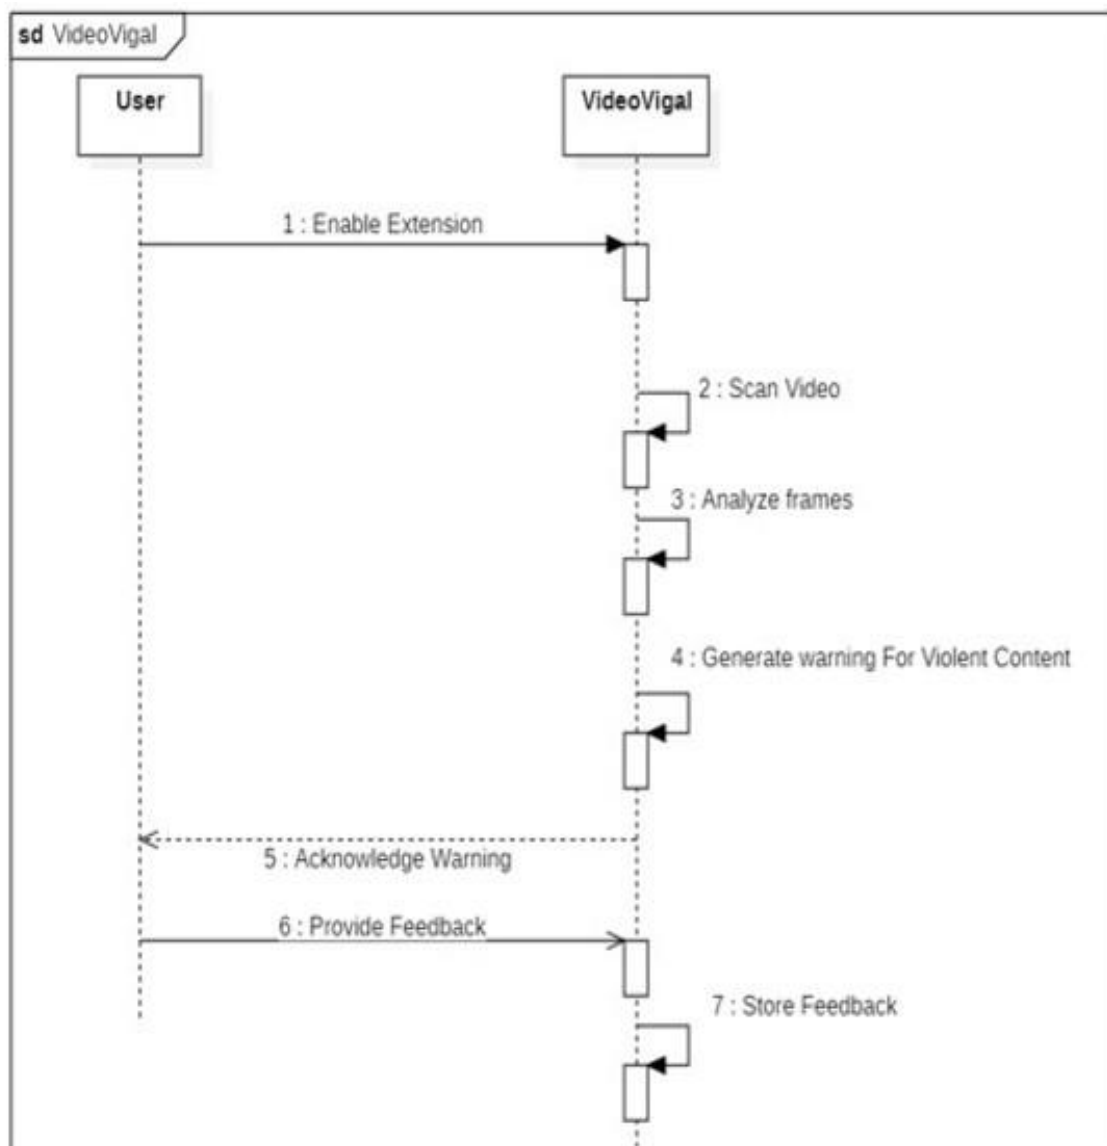 sd VideoVigal
User
VideoVigal
1 : Enable Extension
2 : Scan Video
3 : Analyze frames
4 : Generate warning For Violent Content
5 : Acknowledge Warning
6 : Provide Feedback
7 : Store Feedback